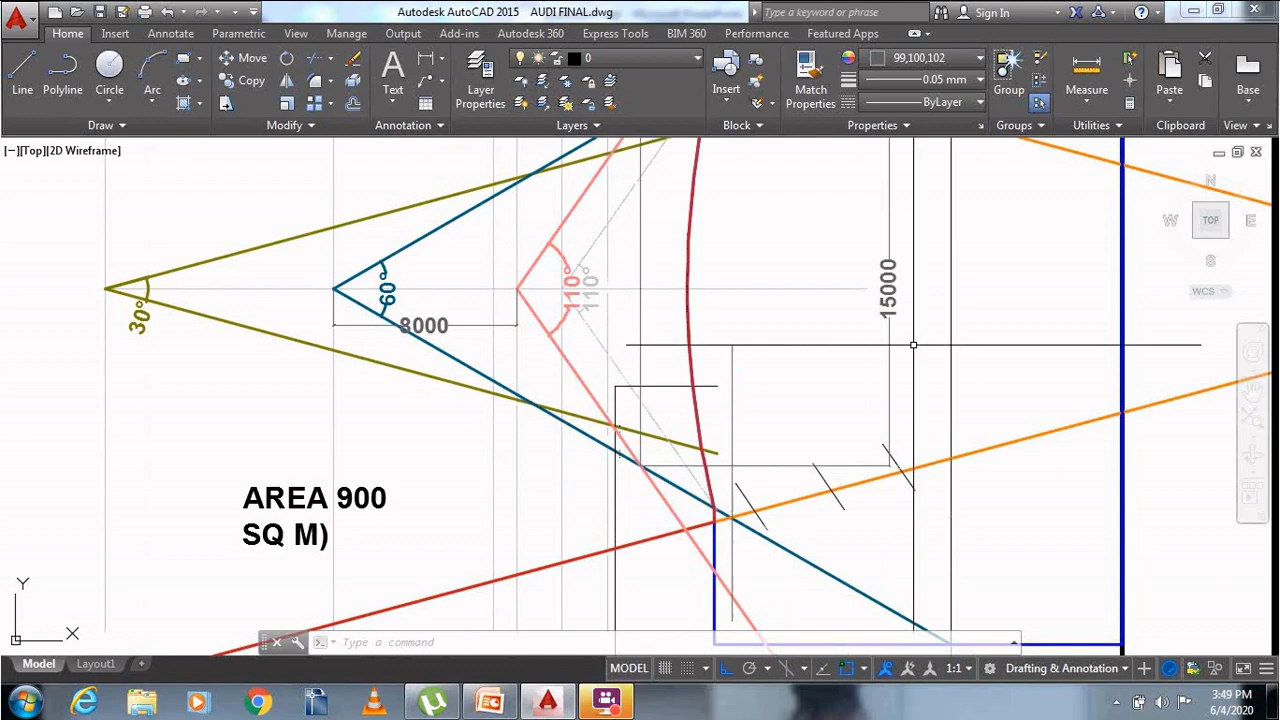 Autodesk AutoCAD 2015 AUDI FINAL.dwg
Type a keyword or phrase
Sign In
Home Insert Annotate Parametric View Manage Output Add-ins Autodesk 360 Express Tools BIM 360 Performance Featured Apps
Line Polyline Circle Arc
Move
Copy
Text
Layer
Properties
0
Insert
Match
Properties
99,100,102
0.05 mm
ByLayer
Group
Measure
Paste
Base
Draw Modify Annotation Layers Block Properties Groups Utilities Clipboard View
[−][Top][2D Wireframe]
N
W TOP E
S
WCS
30°
60°
110°
110°
8000
15000
AREA 900
SQ M)
Y
X
Type a command
Model Layout1 +
MODEL 1:1 Drafting & Annotation
3:49 PM
6/4/2020